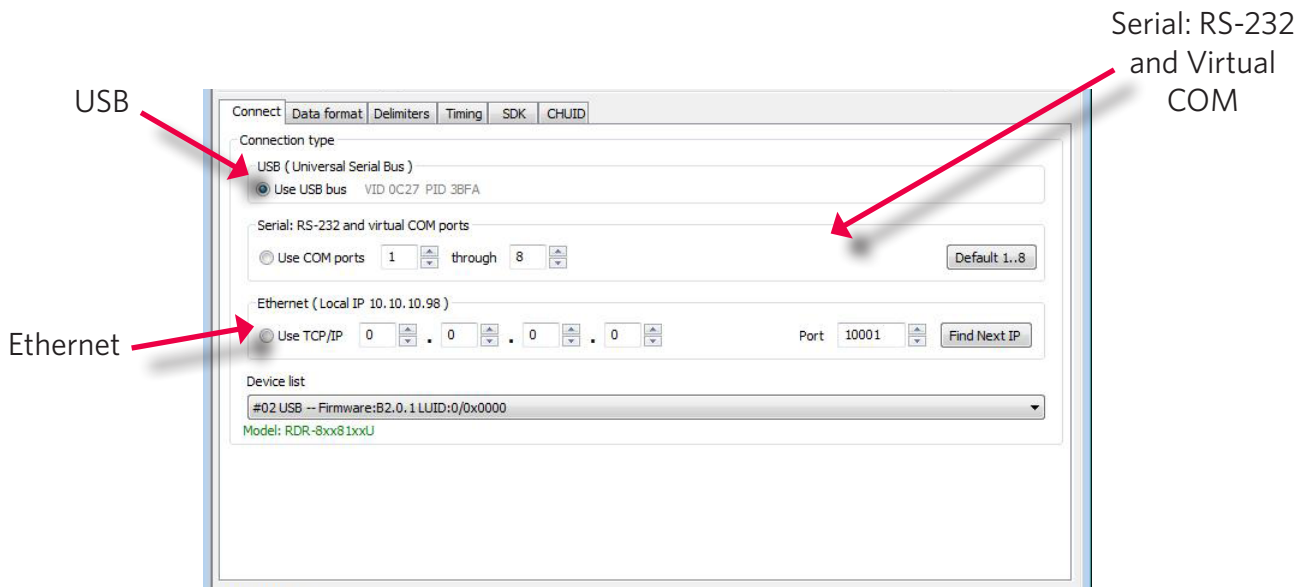 Serial: RS-232
and Virtual
COM
USB
Connect Data format Delimiters Timing SDK CHUID
Connection type
USB ( Universal Serial Bus )
Use USB bus VID 0C27 PID 3BFA
Serial: RS-232 and virtual COM ports
Use COM ports 1 through 8 Default 1..8
Ethernet ( Local IP 10.10.10.98 )
Ethernet
Use TCP/IP 0 . 0 . 0 . 0 Port 10001 Find Next IP
Device list
#02 USB -- Firmware:B2.0.1 LUID:0/0x0000
Model: RDR-8xx81xxU